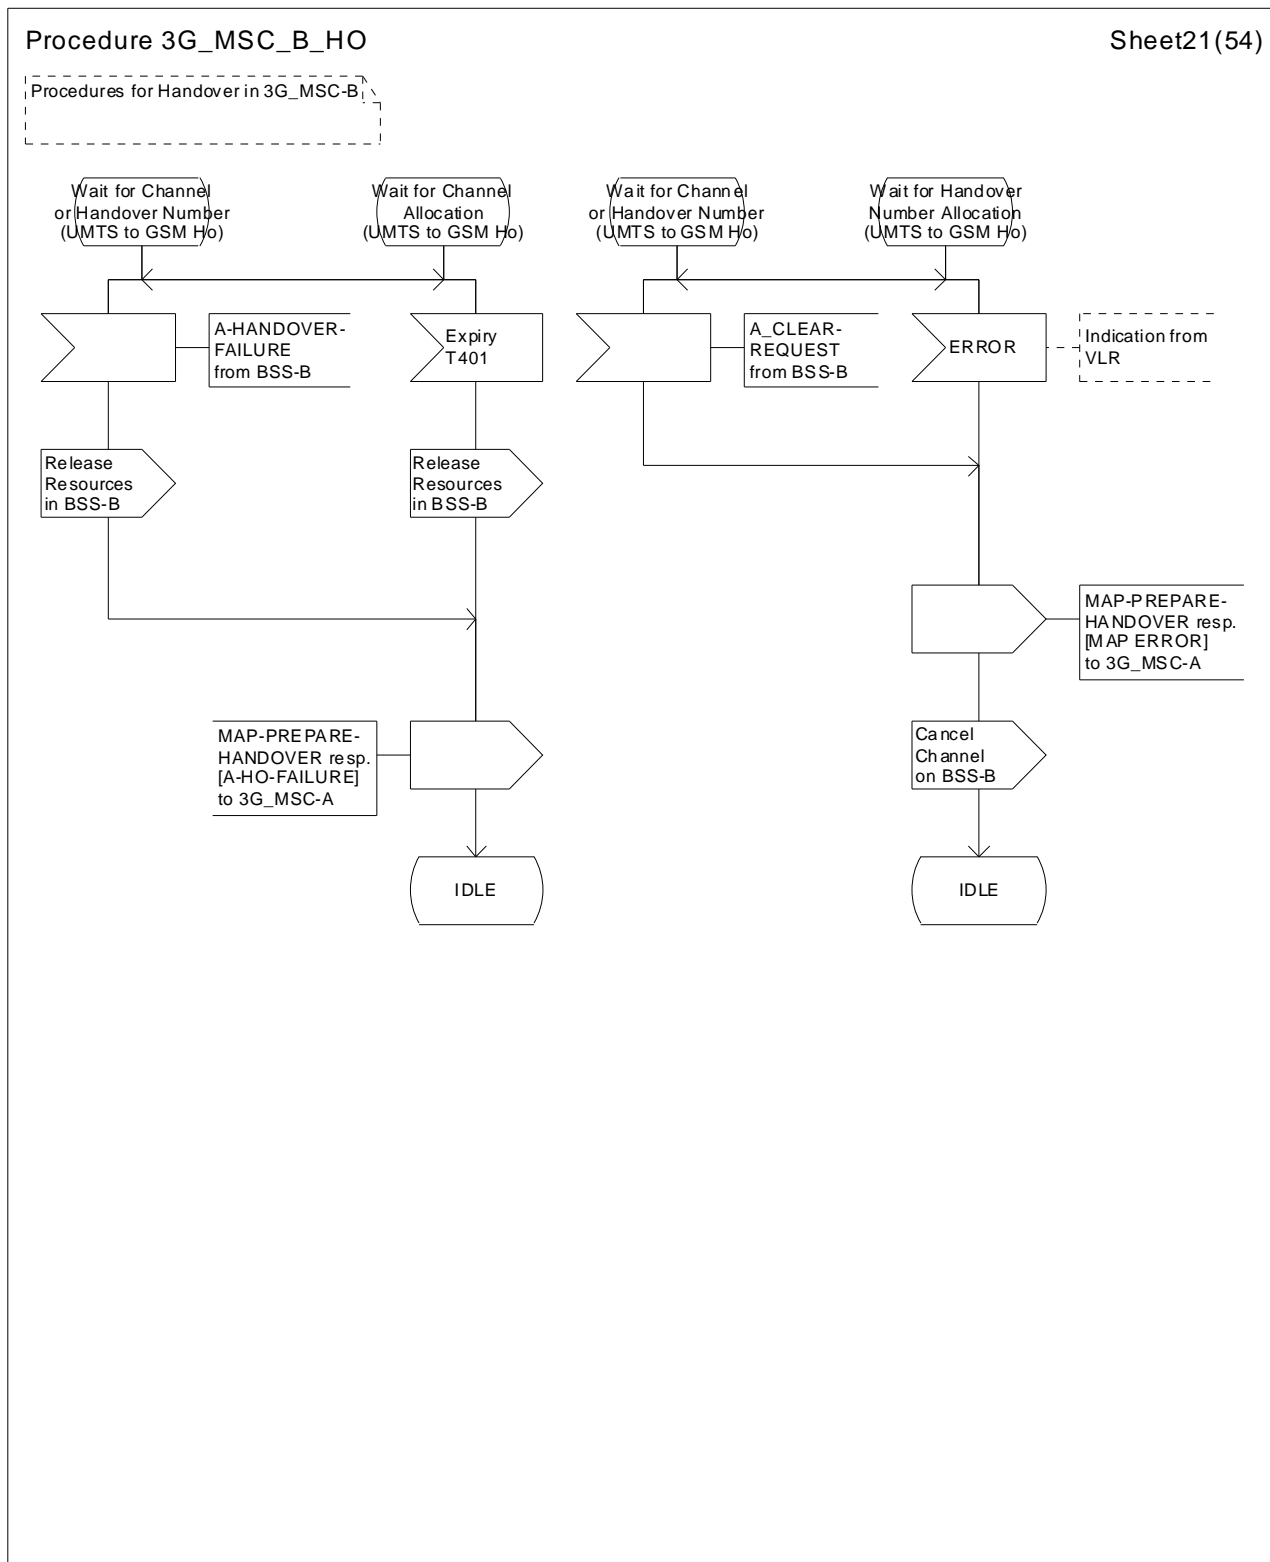 Procedure 3G_MSC_B_HO
Sheet21(54)
Procedures for Handover in 3G_MSC-B
Wait for Channel
or Handover Number
(UMTS to GSM Ho)
Wait for Channel
Allocation
(UMTS to GSM Ho)
Wait for Channel
or Handover Number
(UMTS to GSM Ho)
Wait for Handover
Number Allocation
(UMTS to GSM Ho)
A-HANDOVER-
FAILURE
from BSS-B
Expiry
T401
A_CLEAR-
REQUEST
from BSS-B
ERROR
Indication from
VLR
Release
Resources
in BSS-B
Release
Resources
in BSS-B
MAP-PREPARE-
HANDOVER resp.
[MAP ERROR]
to 3G_MSC-A
MAP-PREPARE-
HANDOVER resp.
[A-HO-FAILURE]
to 3G_MSC-A
Cancel
Channel
on BSS-B
IDLE
IDLE